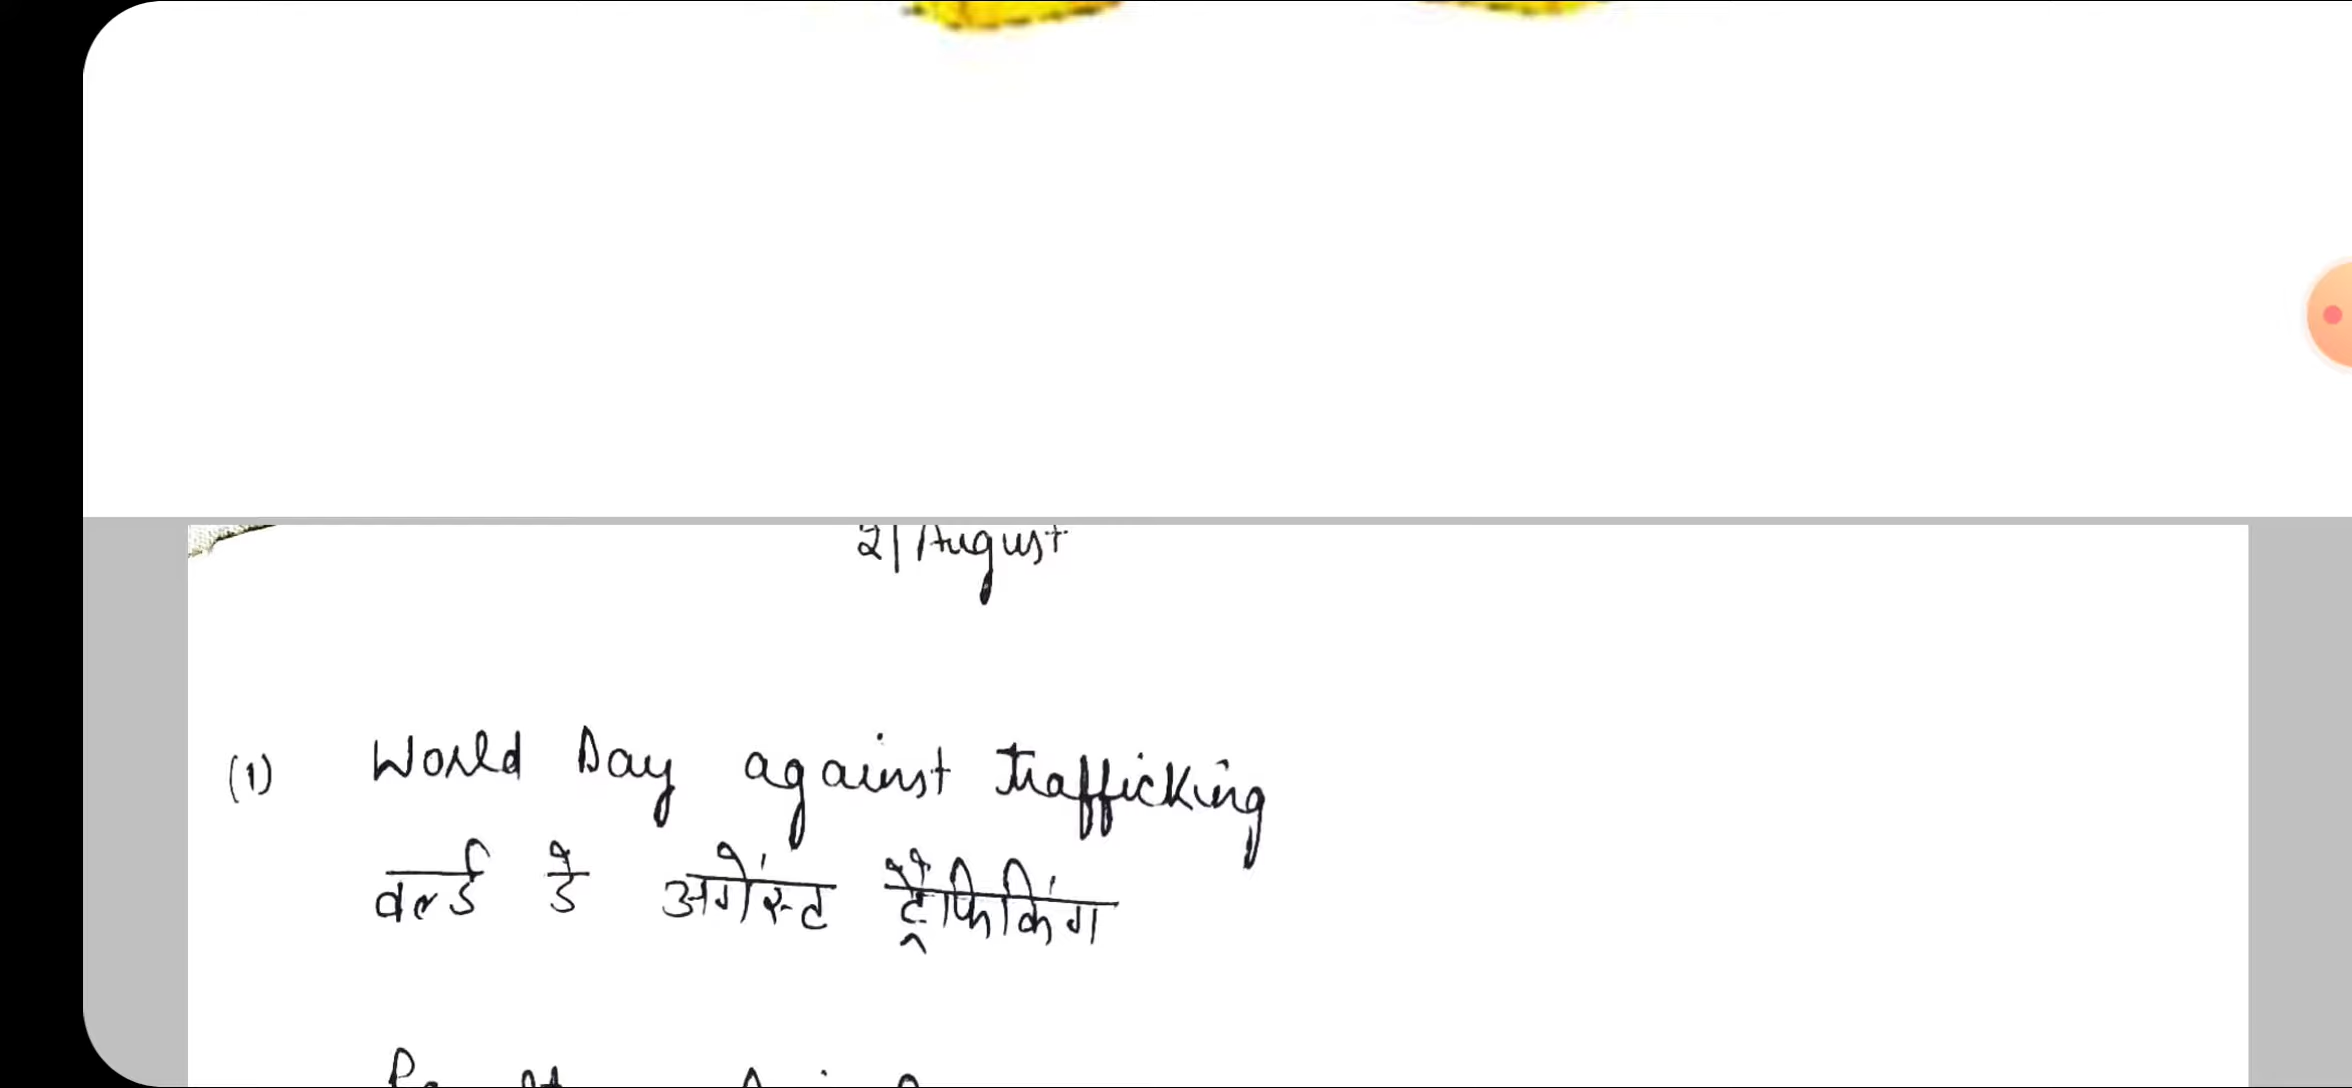 2/August
(1) World Day against trafficking
वर्ल्ड डे अगेंस्ट ट्रैफिकिंग